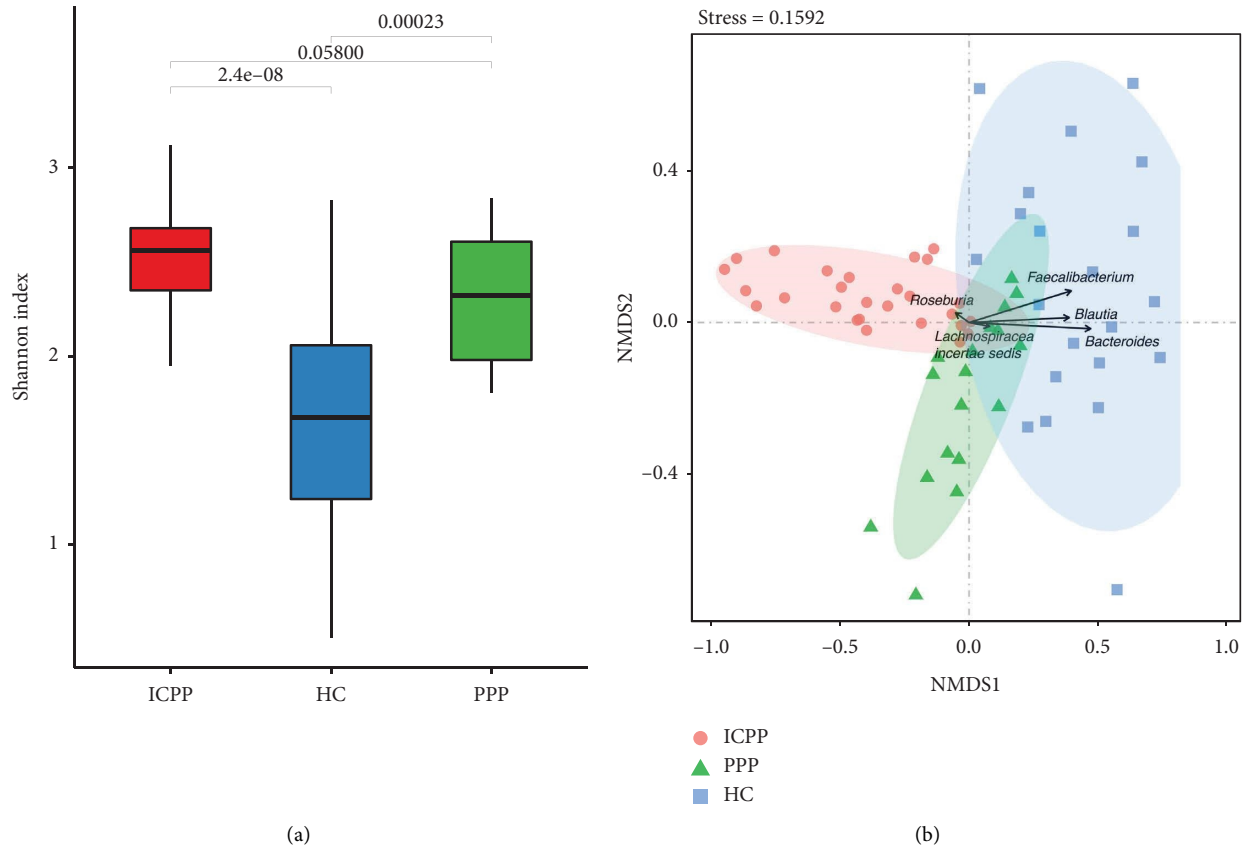 0.00023
0.05800
2.4e–08
3
2
1
Shannon index
ICPP
HC
PPP
(a)
Stress = 0.1592
0.4
0.0
–0.4
NMDS2
Faecalibacterium
Roseburia
Blautia
Lachnospiracea
incertae sedis
Bacteroides
–1.0
–0.5
0.0
0.5
1.0
NMDS1
ICPP
PPP
HC
(b)